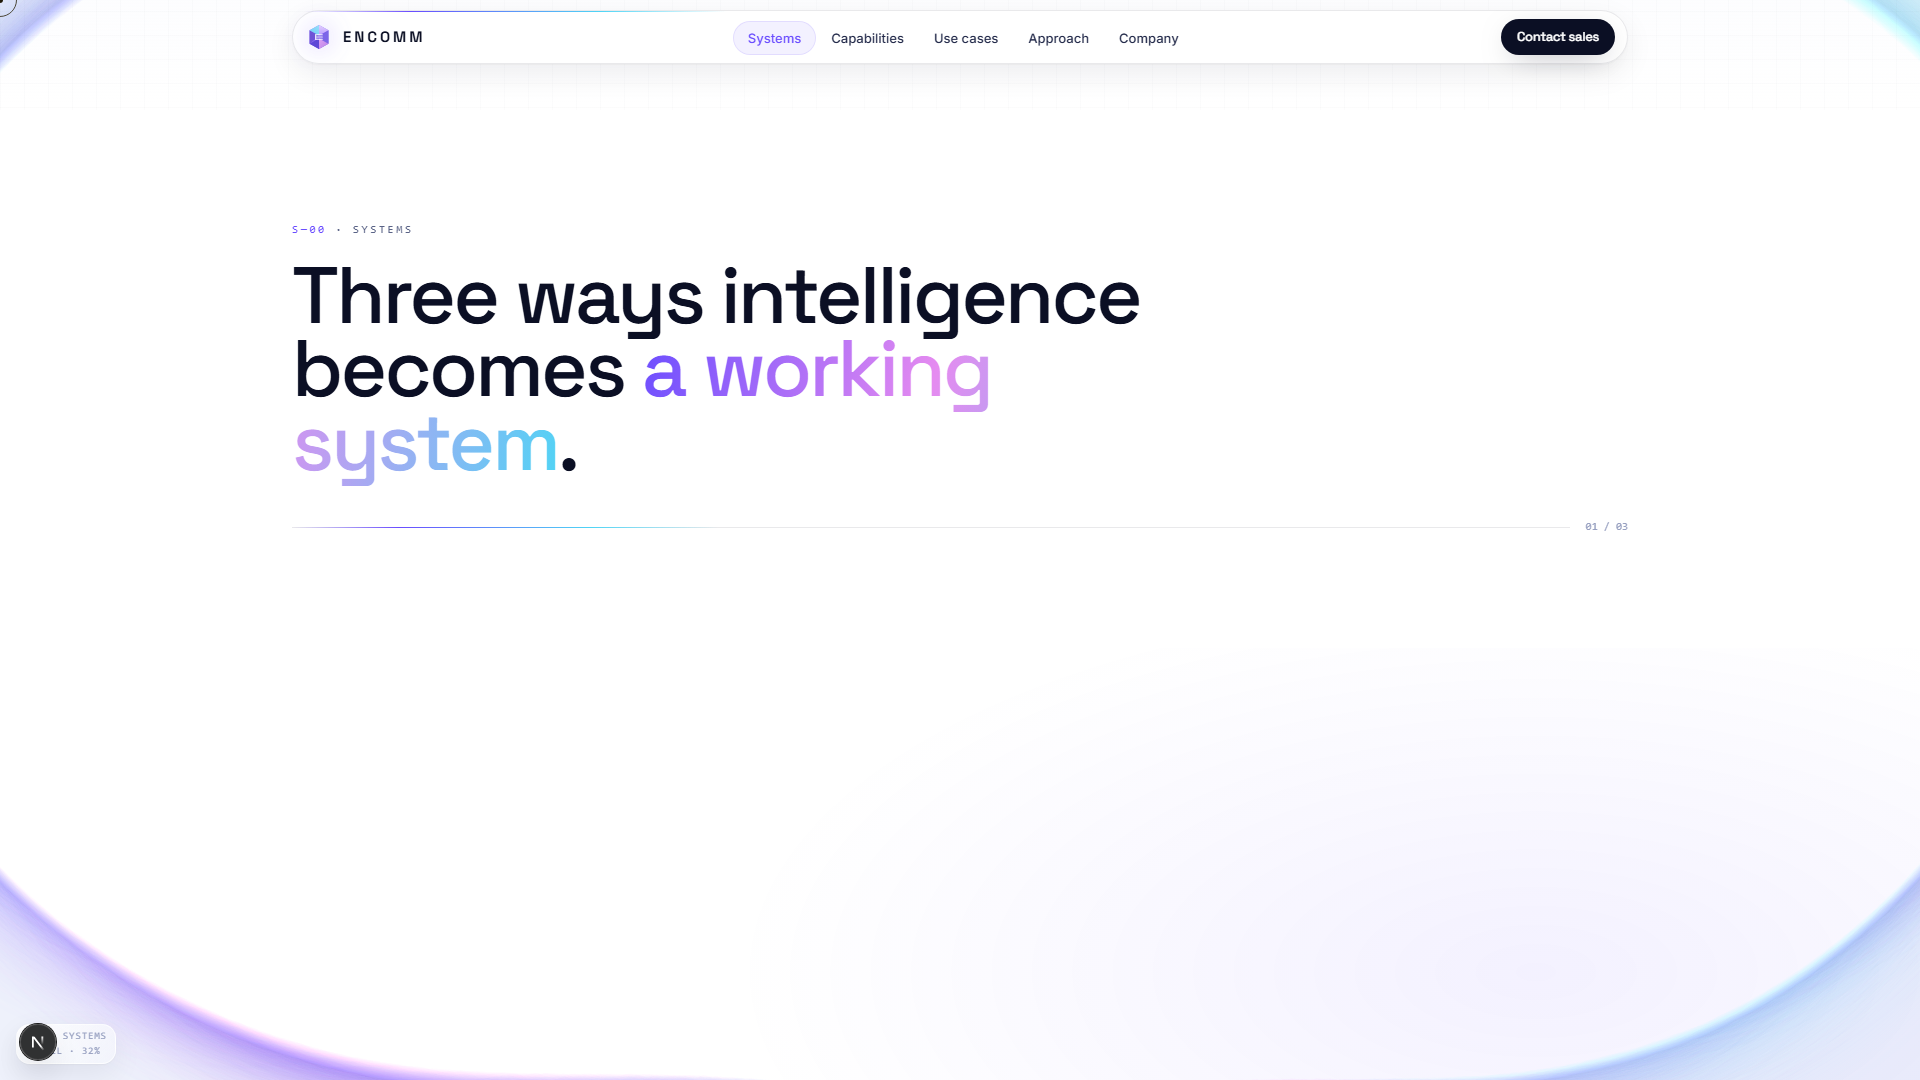 ENCOMM
Systems
Capabilities
Use cases
Approach
Company
Contact sales
S—00 · SYSTEMS
Three ways intelligence
becomes a working
system.
01 / 03
SYSTEMS
· 32%